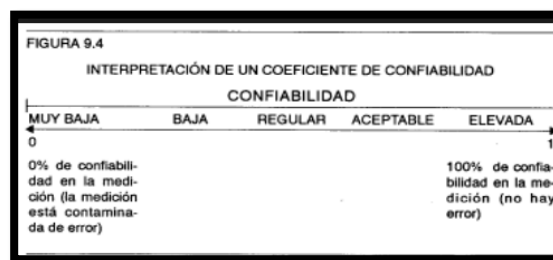 FIGURA 9.4
INTERPRETACIÓN DE UN COEFICIENTE DE CONFIABILIDAD
CONFIABILIDAD
MUY BAJA BAJA REGULAR ACEPTABLE ELEVADA
0 1
0% de confiabili-
dad en la medi-
ción (la medición
está contamina-
da de error)
100% de confia-
bilidad en la me-
dición (no hay
error)